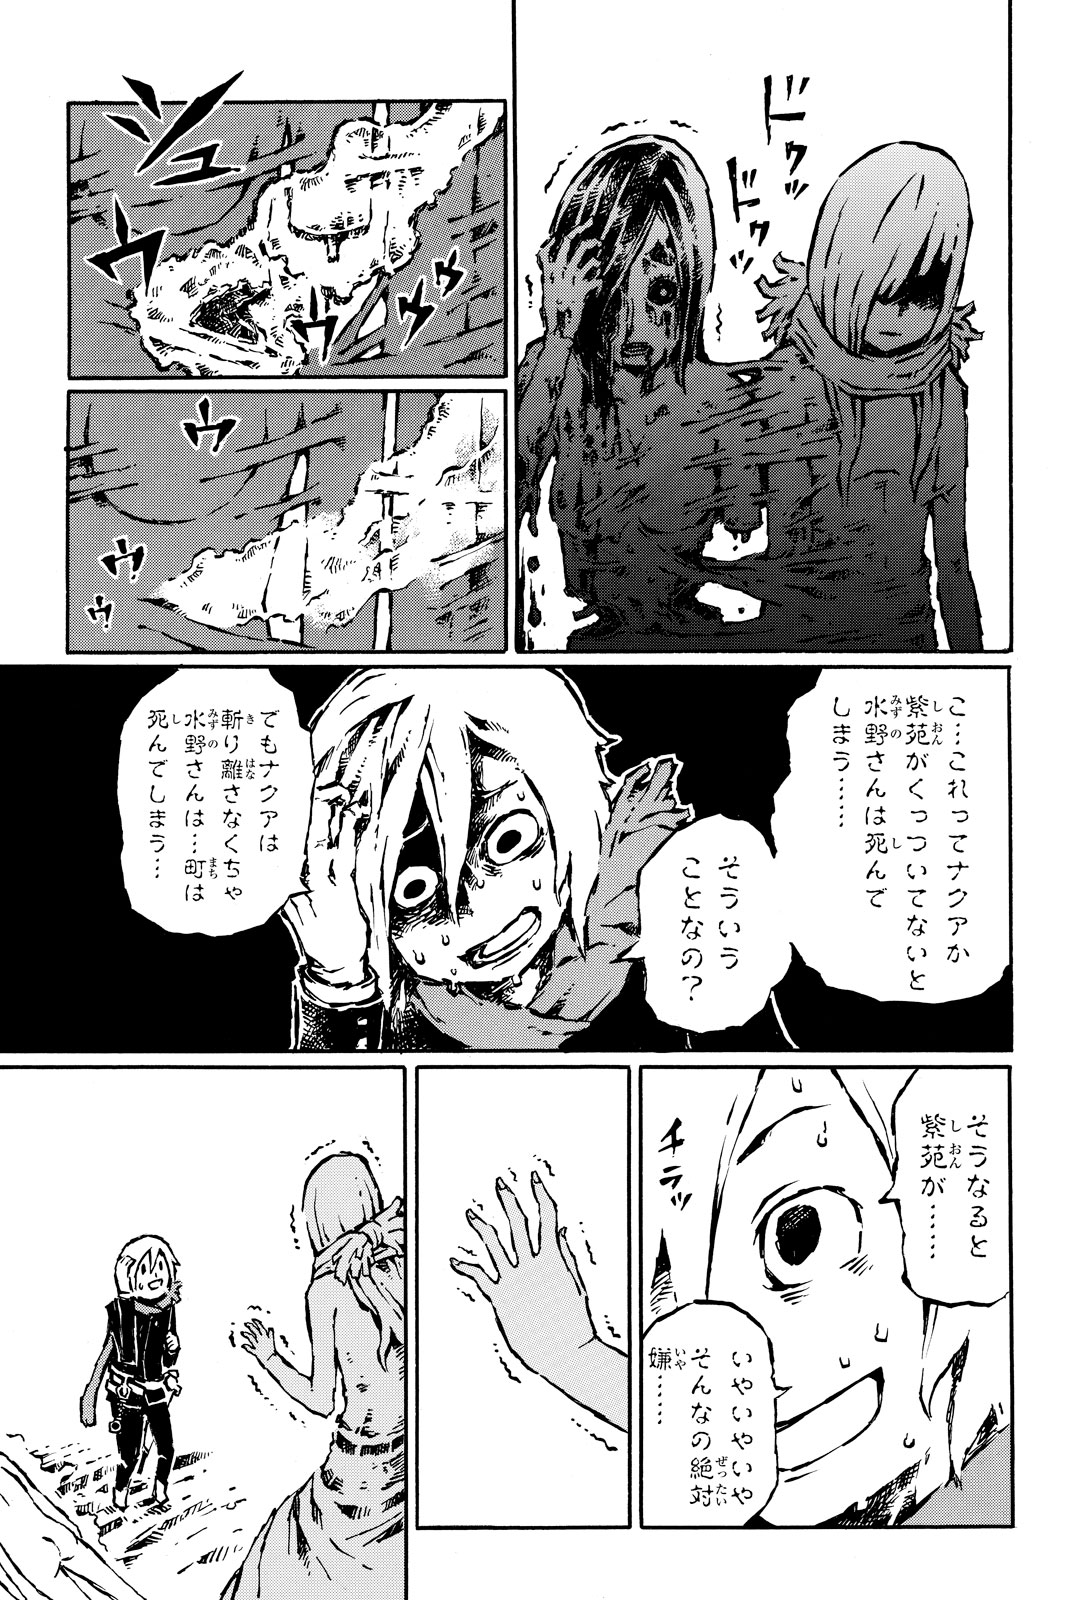 ドクッ
ドクッ
ジュ
ウ
ウ
ウ
ウ
ウ
ウ
こ…これってナクアか
紫苑がくっついてないと
水野さんは死んで
しまう……
そういう
ことなの？
でもナクアは
斬り離さなくちゃ
水野さんは…町は
死んでしまう…
そうなると
紫苑が……
チラッ
いやいやいや
そんなの絶対
嫌……